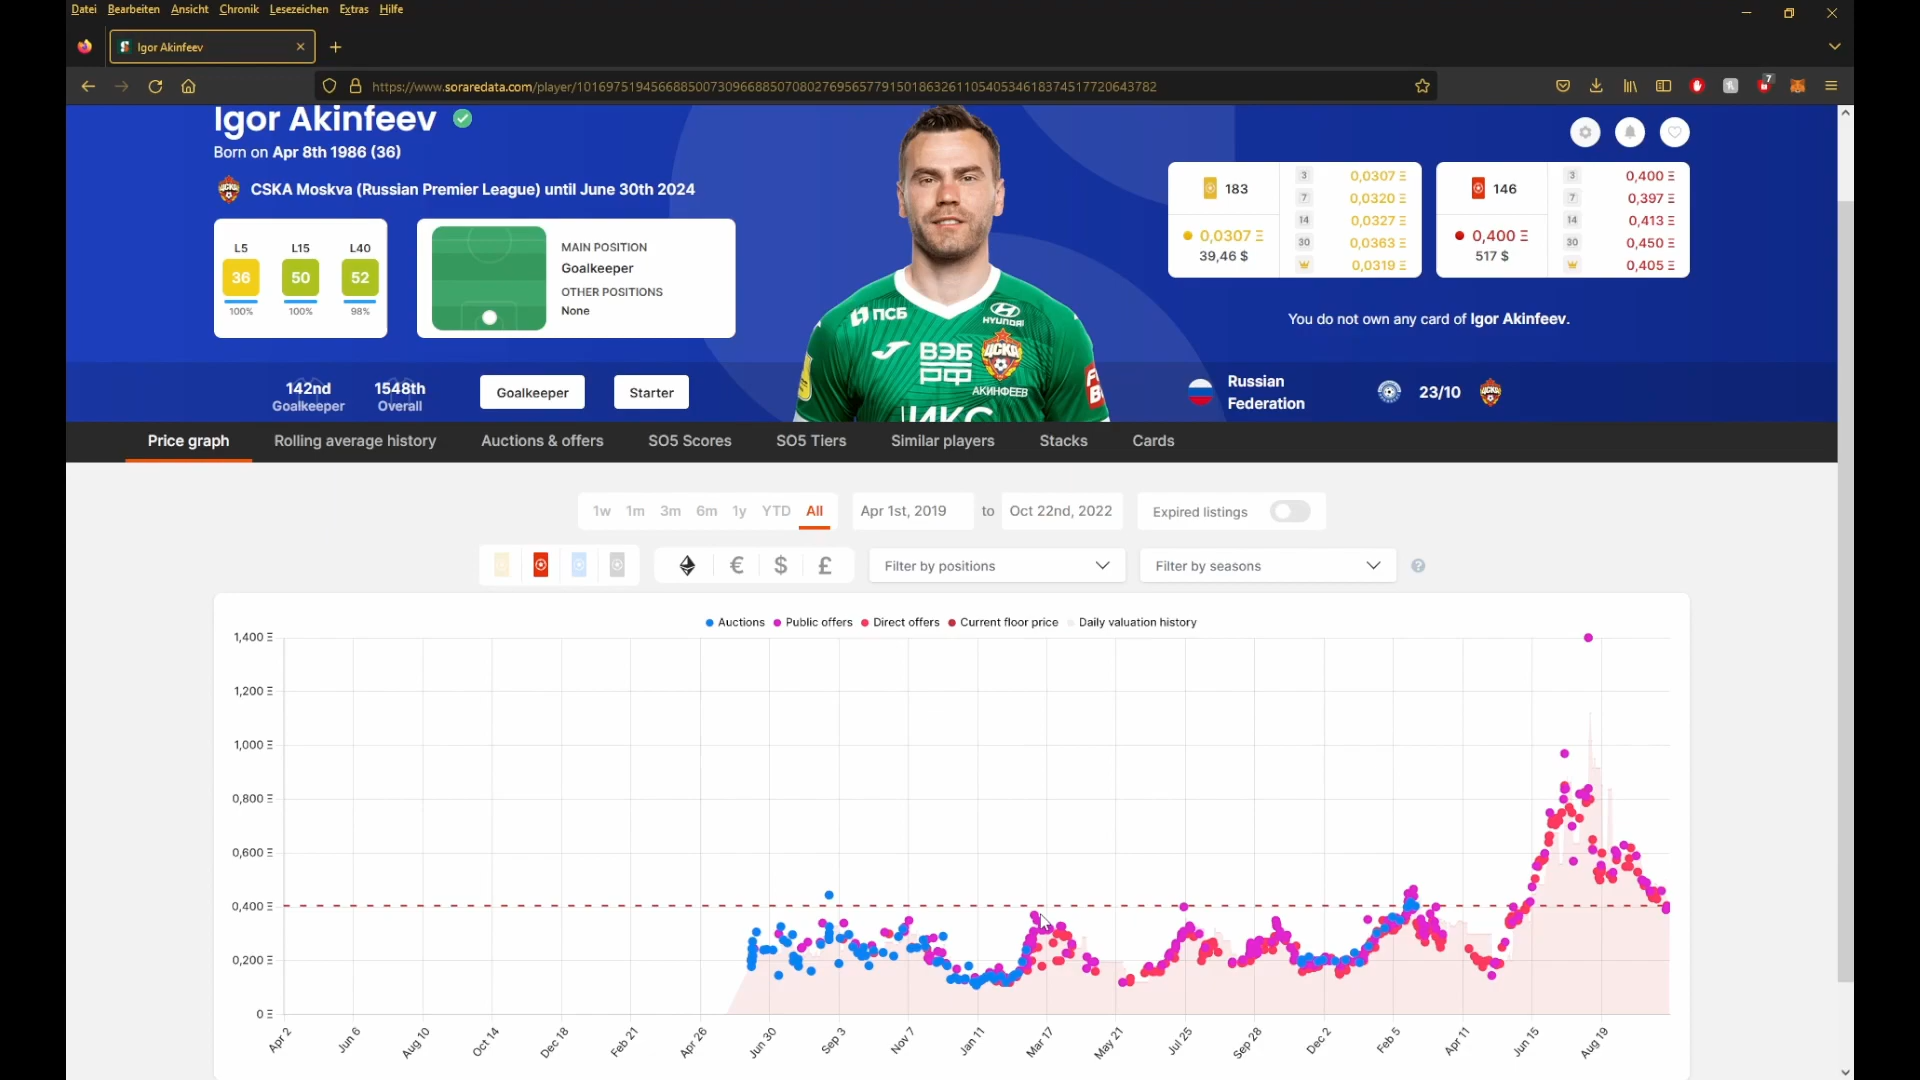 Datei Bearbeiten Ansicht Chronik Lesezeichen Extras Hilfe
Igor Akinfeev
https://www.soraredata.com/player/101697519456688500730966885070802769565779150186326110540534618374517720643782
7
Igor Akinfeev
Born on Apr 8th 1986 (36)
CSKA Moskva (Russian Premier League) until June 30th 2024
L5 L15 L40
36 50 52
100% 100% 98%
MAIN POSITION
Goalkeeper
OTHER POSITIONS
None
ПСБ
HYUNDAI
ВЭБ
РФ
ЦСКА
АКИНФЕЕВ
183
0,0307 Ξ
39,46 $
3 0,0307 Ξ
7 0,0320 Ξ
14 0,0327 Ξ
30 0,0363 Ξ
0,0319 Ξ
146
0,400 Ξ
517 $
3 0,400 Ξ
7 0,397 Ξ
14 0,413 Ξ
30 0,450 Ξ
0,405 Ξ
You do not own any card of Igor Akinfeev.
142nd
Goalkeeper
1548th
Overall
Goalkeeper
Starter
Russian
Federation
23/10
Price graph Rolling average history Auctions & offers SO5 Scores SO5 Tiers Similar players Stacks Cards
1w 1m 3m 6m 1y YTD All
Apr 1st, 2019 to Oct 22nd, 2022
Expired listings
€ $ £
Filter by positions
Filter by seasons
?
Auctions Public offers Direct offers Current floor price Daily valuation history
1,400 Ξ
1,200 Ξ
1,000 Ξ
0,800 Ξ
0,600 Ξ
0,400 Ξ
0,200 Ξ
0 Ξ
Apr 2 Jun 6 Aug 10 Oct 14 Dec 18 Feb 21 Apr 26 Jun 30 Sep 3 Nov 7 Jan 11 Mar 17 May 21 Jul 25 Sep 28 Dec 2 Feb 5 Apr 11 Jun 15 Aug 19